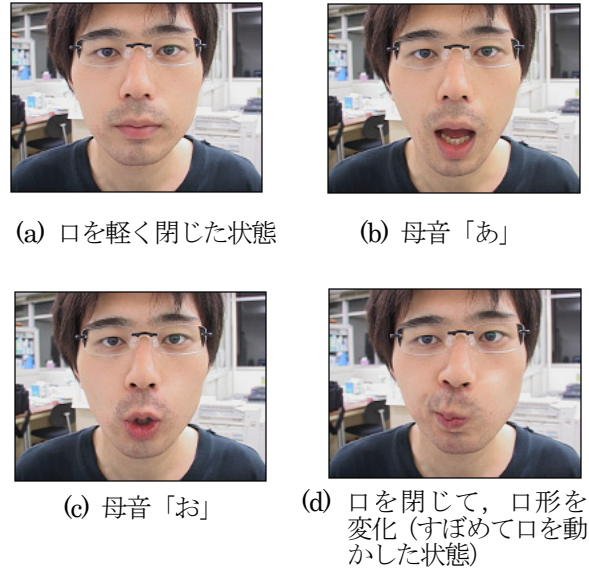 (a) 口を軽く閉じた状態
(b) 母音「あ」
(c) 母音「お」
(d) 口を閉じて，口形を
変化（すぼめて口を動
かした状態）